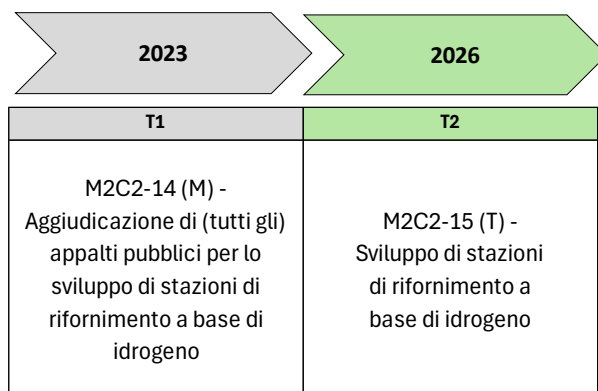 2023
2026
T1
T2
M2C2-14 (M) -
Aggiudicazione di (tutti gli)
appalti pubblici per lo
sviluppo di stazioni di
rifornimento a base di
idrogeno
M2C2-15 (T) -
Sviluppo di stazioni
di rifornimento a
base di idrogeno